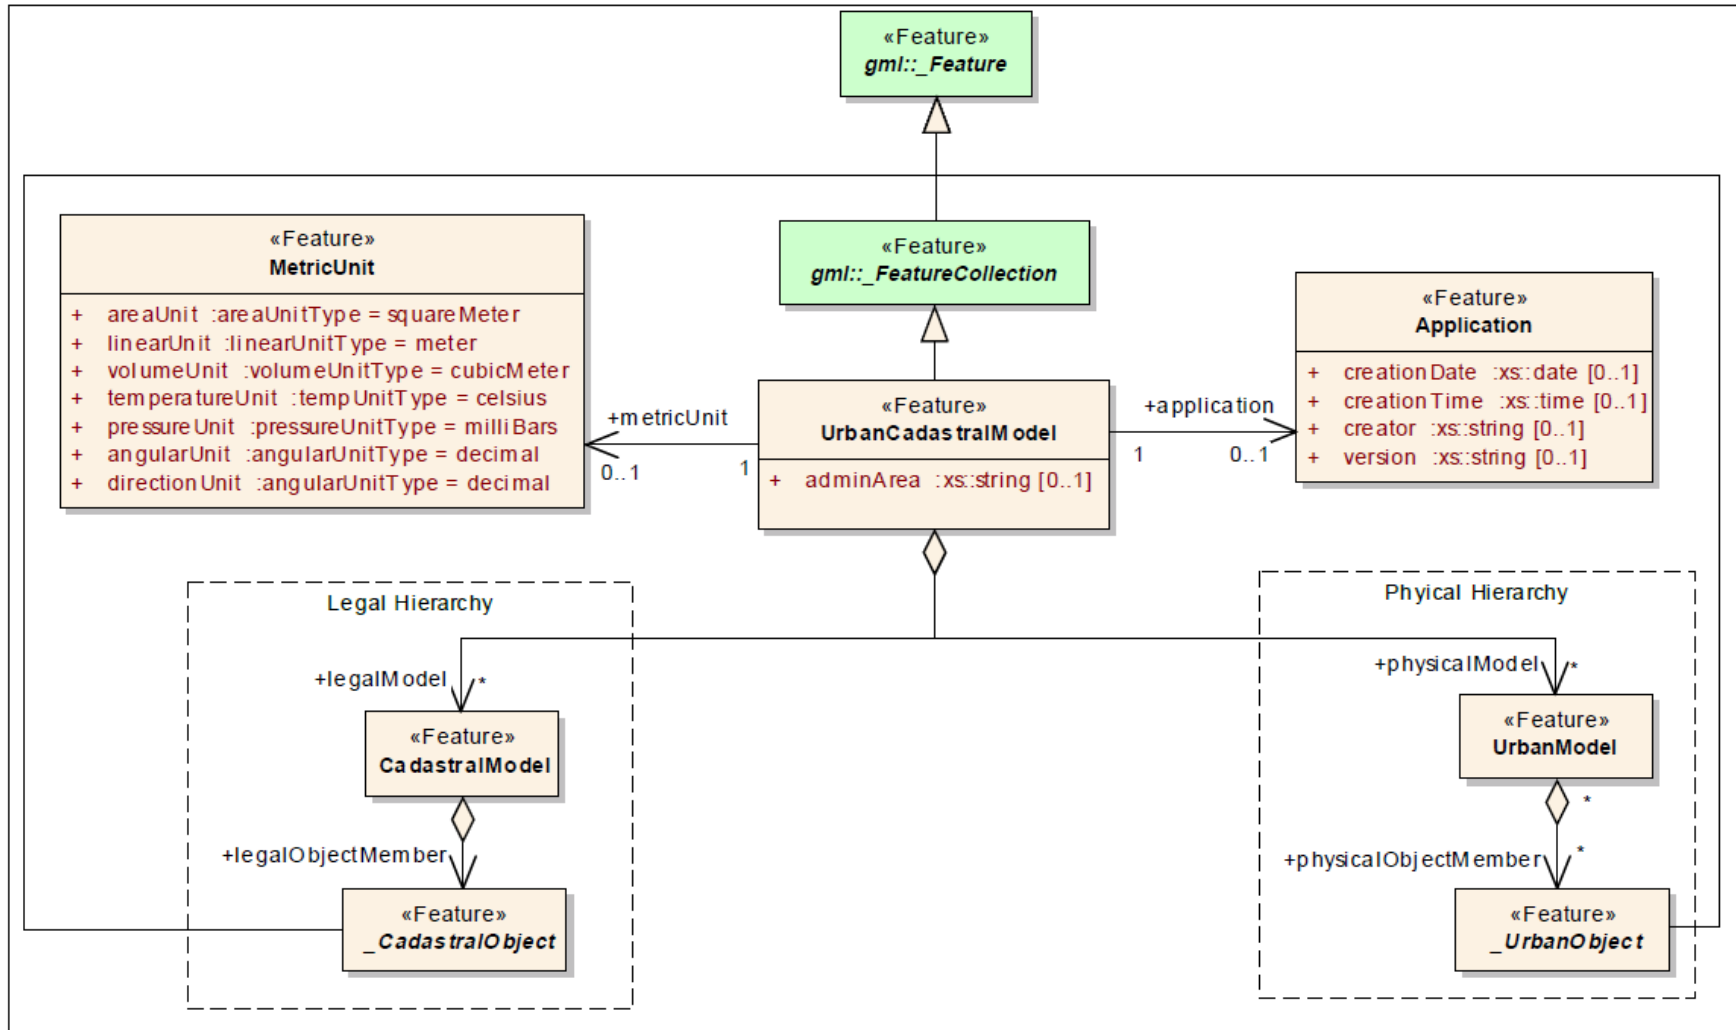 «Feature»
gml::_Feature
«Feature»
MetricUnit
+ areaUnit :areaUnitType = squareMeter
+ linearUnit :linearUnitType = meter
+ volumeUnit :volumeUnitType = cubicMeter
+ temperatureUnit :tempUnitType = celsius
+ pressureUnit :pressureUnitType = milliBars
+ angularUnit :angularUnitType = decimal
+ directionUnit :angularUnitType = decimal
«Feature»
gml::_FeatureCollection
«Feature»
Application
+ creationDate :xs::date [0..1]
+ creationTime :xs::time [0..1]
+ creator :xs::string [0..1]
+ version :xs::string [0..1]
+metricUnit
0..1
1
«Feature»
UrbanCadastralModel
+ adminArea :xs::string [0..1]
+application
1
0..1
Legal Hierarchy
+legalModel
*
«Feature»
CadastralModel
+legalObjectMember
«Feature»
_CadastralObject
Phyical Hierarchy
+physicalModel
*
«Feature»
UrbanModel
*
+physicalObjectMember
*
«Feature»
_UrbanObject